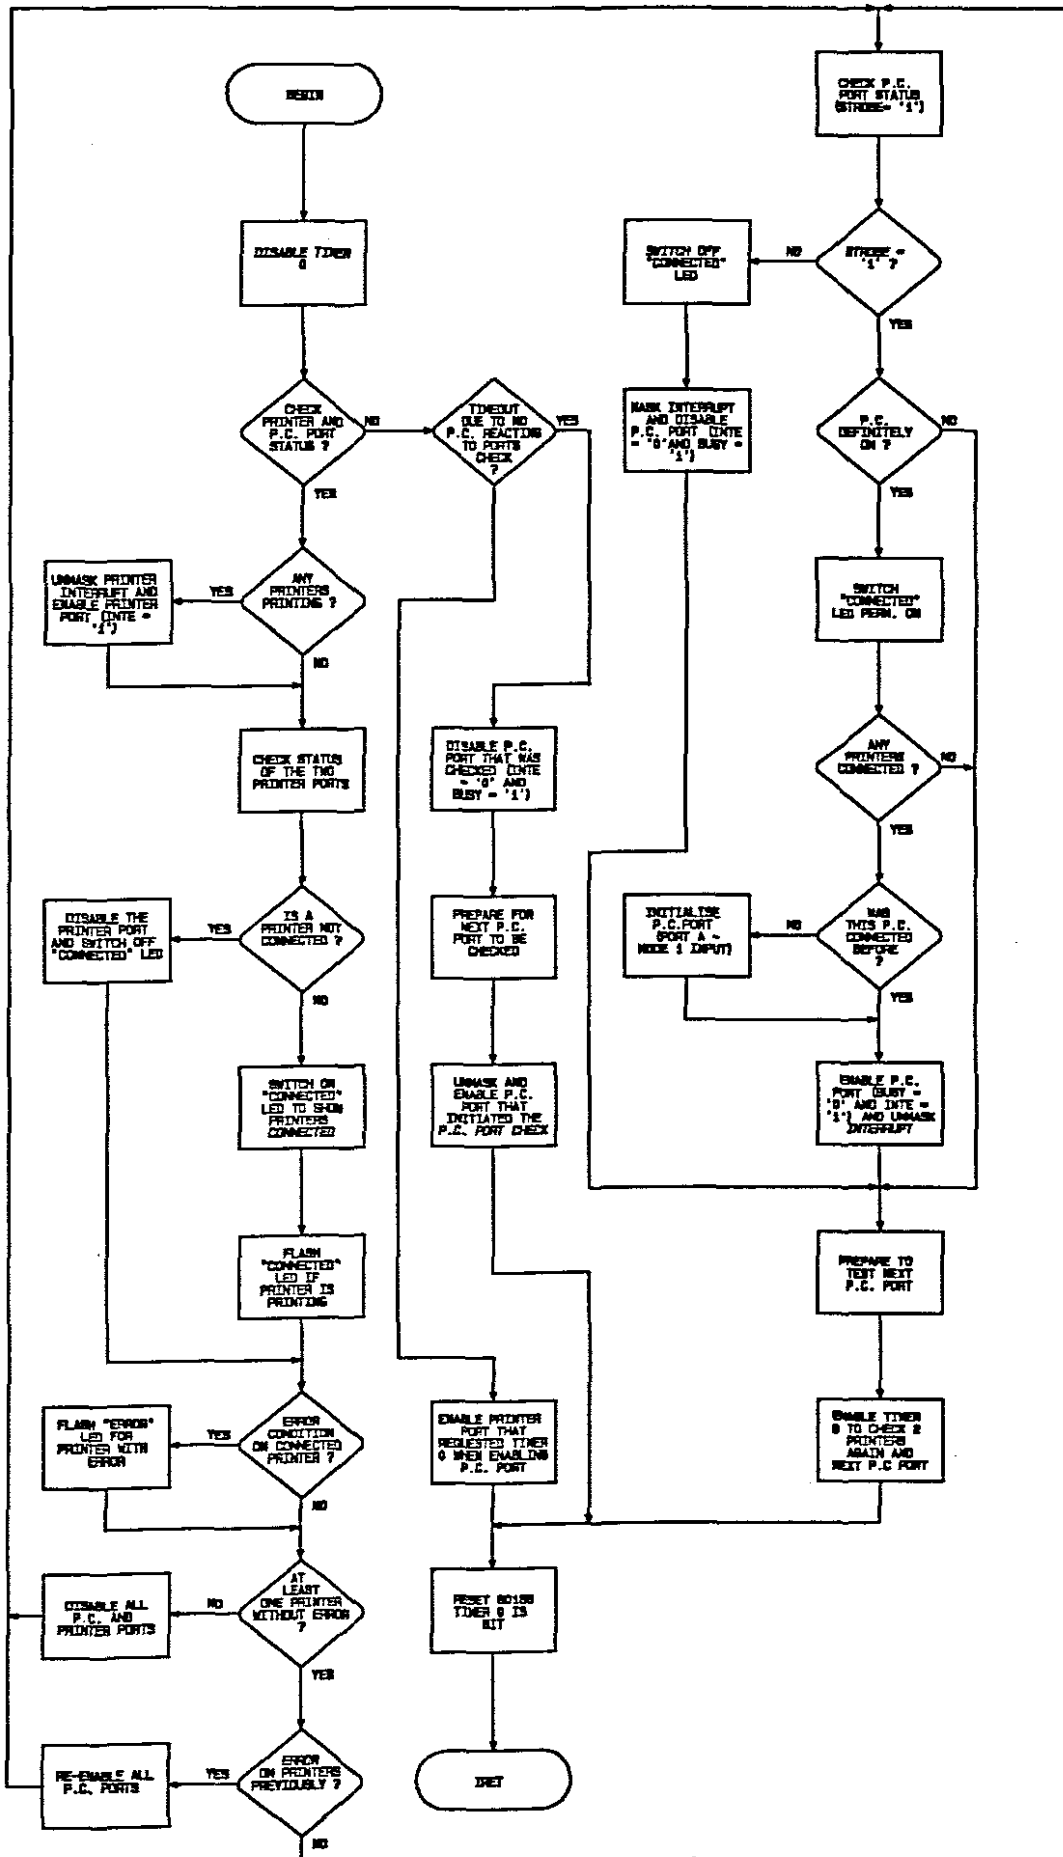 BEGIN
DISABLE TIMER
0
CHECK
PRINTER AND
P.C. PORT
STATUS ?
NO
YES
ANY
PRINTERS
PRINTING ?
YES
NO
UNMASK PRINTER
INTERRUPT AND
ENABLE PRINTER
PORT (INTE =
'1')
CHECK STATUS
OF THE TWO
PRINTER PORTS
IS A
PRINTER NOT
CONNECTED ?
YES
NO
DISABLE THE
PRINTER PORT
AND SWITCH OFF
"CONNECTED" LED
SWITCH ON
"CONNECTED"
LED TO SHOW
PRINTERS
CONNECTED
FLASH
"CONNECTED"
LED IF
PRINTER IS
PRINTING
ERROR
CONDITION
ON CONNECTED
PRINTER ?
YES
NO
FLASH "ERROR"
LED FOR
PRINTER WITH
ERROR
AT
LEAST
ONE PRINTER
WITHOUT ERROR
?
NO
YES
DISABLE ALL
P.C. AND
PRINTER PORTS
ERROR
ON PRINTERS
PREVIOUSLY ?
YES
NO
RE-ENABLE ALL
P.C. PORTS
TIMEOUT
DUE TO NO
P.C. REACTING
TO PORTS
CHECK
?
YES
DISABLE P.C.
PORT THAT WAS
CHECKED (INTE
= '0' AND
BUSY = '1')
PREPARE FOR
NEXT P.C.
PORT TO BE
CHECKED
UNMASK AND
ENABLE P.C.
PORT THAT
INITIATED THE
P.C. PORT CHECK
ENABLE PRINTER
PORT THAT
REQUESTED TIMER
0 WHEN ENABLING
P.C. PORT
RESET 80186
TIMER 0 IS
BIT
IRET
CHECK P.C.
PORT STATUS
(STROBE= '1')
STROBE =
'1' ?
NO
YES
SWITCH OFF
"CONNECTED"
LED
MASK INTERRUPT
AND DISABLE
P.C. PORT (INTE
= '0'AND BUSY =
'1')
P.C.
DEFINITELY
ON ?
NO
YES
SWITCH
"CONNECTED"
LED PERM. ON
ANY
PRINTERS
CONNECTED ?
NO
YES
WAS
THIS P.C.
CONNECTED
BEFORE
?
NO
YES
INITIALISE
P.C.PORT
(PORT A -
MODE 1 INPUT)
ENABLE P.C.
PORT (BUSY =
'0' AND INTE =
'1') AND UNMASK
INTERRUPT
PREPARE TO
TEST NEXT
P.C. PORT
ENABLE TIMER
0 TO CHECK 2
PRINTERS
AGAIN AND
NEXT P.C PORT